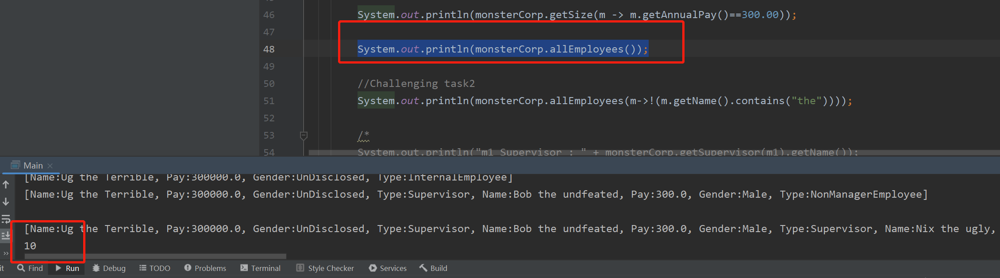 46 System.out.println(monsterCorp.getSize(m -> m.getAnnualPay()==300.00));
47
48 System.out.println(monsterCorp.allEmployees());
49
50 //Challenging task2
51 System.out.println(monsterCorp.allEmployees(m->!(m.getName().contains("the"))));
52
53 /*
54 System.out.println("m1 Supervisor : " + monsterCorp.getSupervisor(m1).getName());
Main
[Name:Ug the Terrible, Pay:300000.0, Gender:UnDisclosed, Type:InternalEmployee]
[Name:Ug the Terrible, Pay:300000.0, Gender:UnDisclosed, Type:Supervisor, Name:Bob the undfeated, Pay:300.0, Gender:Male, Type:NonManagerEmployee]
[Name:Ug the Terrible, Pay:300000.0, Gender:UnDisclosed, Type:Supervisor, Name:Bob the undfeated, Pay:300.0, Gender:Male, Type:Supervisor, Name:Nix the ugly,
10
it Find Run Debug TODO Problems Terminal Style Checker Services Build